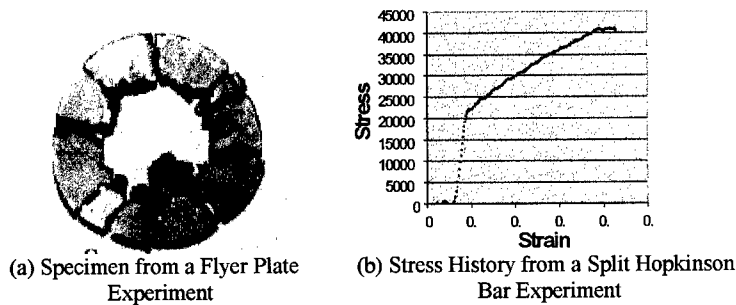 45000
40000
35000
30000
25000
20000
15000
10000
5000
0
Stress
0. 0. 0. 0. 0.
Strain
(a) Specimen from a Flyer Plate
Experiment
(b) Stress History from a Split Hopkinson
Bar Experiment